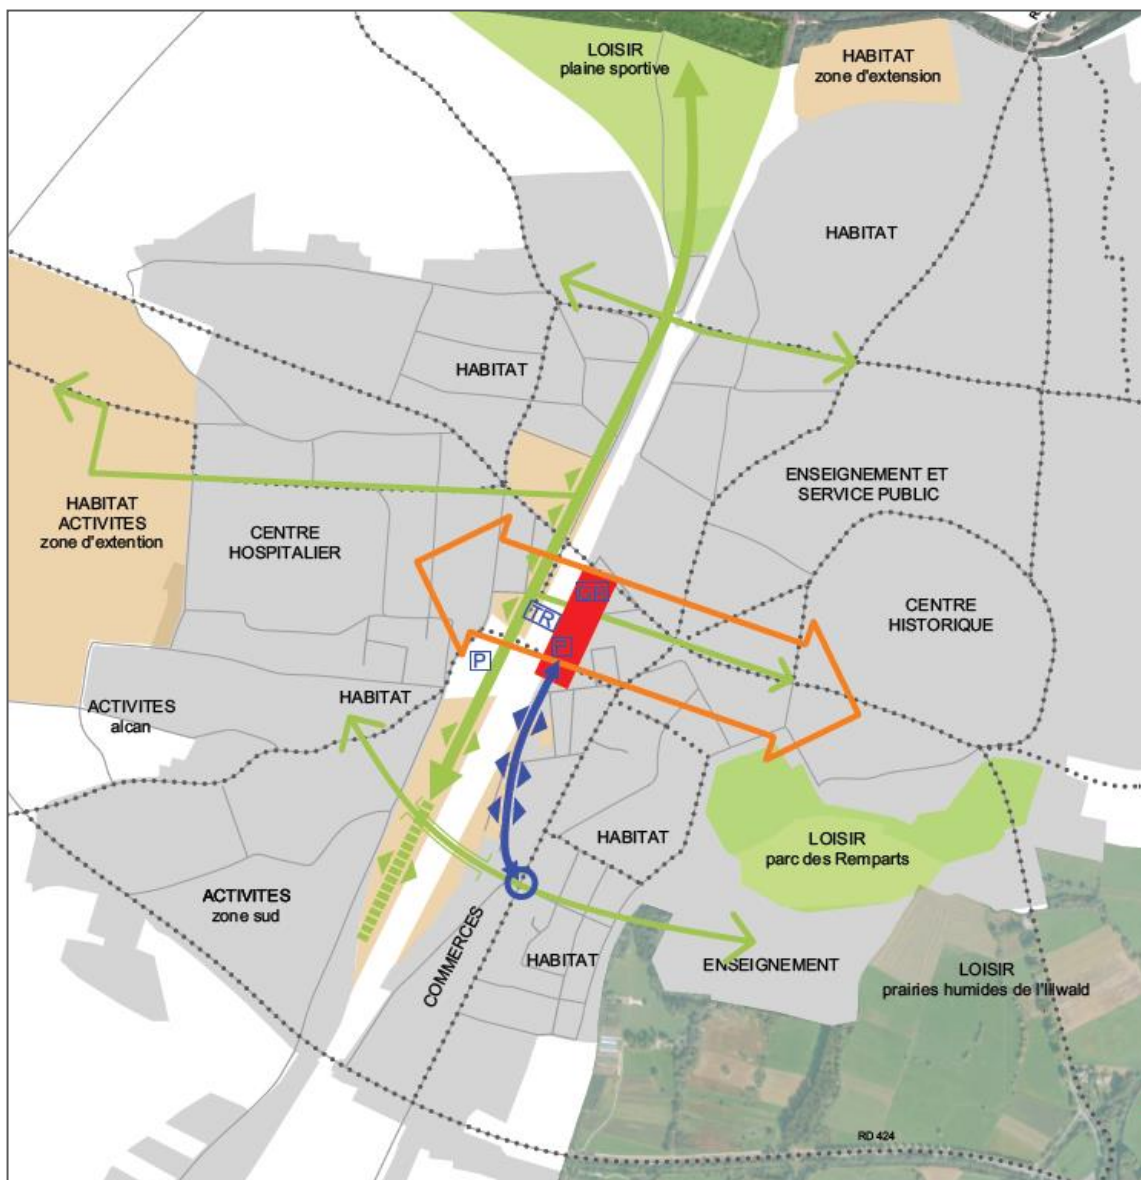 LOISIR
plaine sportive
HABITAT
zone d'extension
HABITAT
HABITAT
ENSEIGNEMENT ET
SERVICE PUBLIC
HABITAT
ACTIVITES
zone d'extention
CENTRE
HOSPITALIER
CENTRE
HISTORIQUE
TR
P
P
HABITAT
ACTIVITES
alcan
HABITAT
LOISIR
parc des Remparts
ACTIVITES
zone sud
COMMERCES
HABITAT
ENSEIGNEMENT
LOISIR
prairies humides de l'Illwald
RD 424